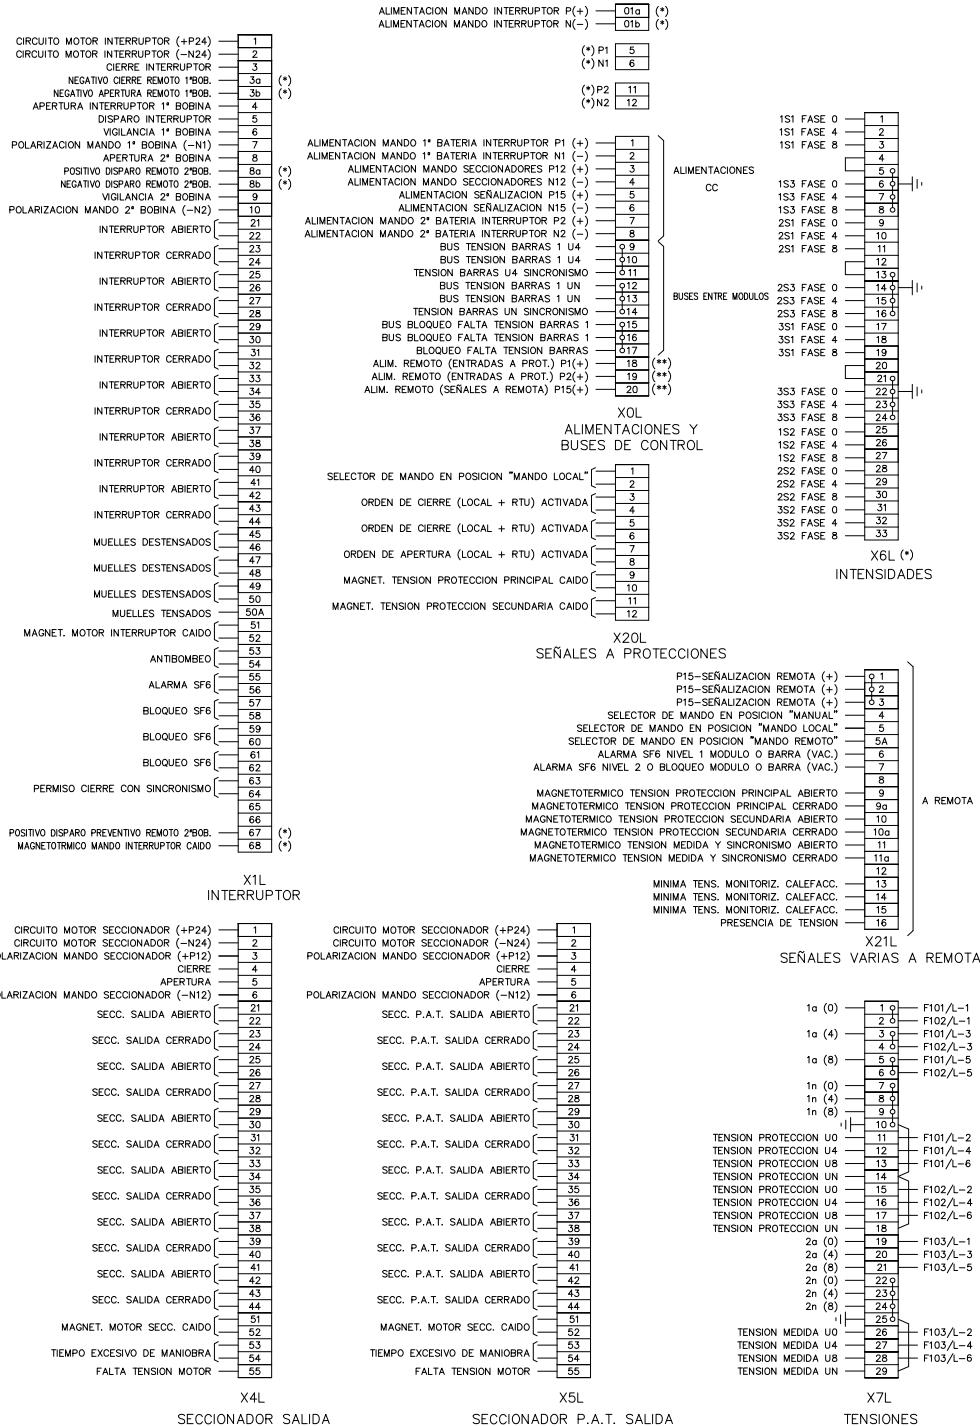 ALIMENTACION MANDO INTERRUPTOR P(+) 01a (*)
ALIMENTACION MANDO INTERRUPTOR N(-) 01b (*)
(*) P1 5
(*) N1 6
(*) P2 11
(*) N2 12
CIRCUITO MOTOR INTERRUPTOR (+P24) 1
CIRCUITO MOTOR INTERRUPTOR (-N24) 2
CIERRE INTERRUPTOR 3
NEGATIVO CIERRE REMOTO 1ªBOB. 3a (*)
NEGATIVO APERTURA REMOTO 1ªBOB. 3b (*)
APERTURA INTERRUPTOR 1ª BOBINA 4
DISPARO INTERRUPTOR 5
VIGILANCIA 1ª BOBINA 6
POLARIZACION MANDO 1ª BOBINA (-N1) 7
APERTURA 2ª BOBINA 8
POSITIVO DISPARO REMOTO 2ªBOB. 8a (*)
NEGATIVO DISPARO REMOTO 2ªBOB. 8b (*)
VIGILANCIA 2ª BOBINA 9
POLARIZACION MANDO 2ª BOBINA (-N2) 10
INTERRUPTOR ABIERTO 21
22
INTERRUPTOR CERRADO 23
24
INTERRUPTOR ABIERTO 25
26
INTERRUPTOR CERRADO 27
28
INTERRUPTOR ABIERTO 29
30
INTERRUPTOR CERRADO 31
32
INTERRUPTOR ABIERTO 33
34
INTERRUPTOR CERRADO 35
36
INTERRUPTOR ABIERTO 37
38
INTERRUPTOR CERRADO 39
40
INTERRUPTOR ABIERTO 41
42
INTERRUPTOR CERRADO 43
44
MUELLES DESTENSADOS 45
46
MUELLES DESTENSADOS 47
48
MUELLES DESTENSADOS 49
50
MUELLES TENSADOS 50A
MAGNET. MOTOR INTERRUPTOR CAIDO 51
52
ANTIBOMBEO 53
54
ALARMA SF6 55
56
BLOQUEO SF6 57
58
BLOQUEO SF6 59
60
BLOQUEO SF6 61
62
PERMISO CIERRE CON SINCRONISMO 63
64
65
66
POSITIVO DISPARO PREVENTIVO REMOTO 2ªBOB. 67 (*)
MAGNETOTRMICO MANDO INTERRUPTOR CAIDO 68 (*)
X1L
INTERRUPTOR
ALIMENTACION MANDO 1ª BATERIA INTERRUPTOR P1 (+) 1
ALIMENTACION MANDO 1ª BATERIA INTERRUPTOR N1 (-) 2
ALIMENTACION MANDO SECCIONADORES P12 (+) 3
ALIMENTACION MANDO SECCIONADORES N12 (-) 4
ALIMENTACION SEÑALIZACION P15 (+) 5
ALIMENTACION SEÑALIZACION N15 (-) 6
ALIMENTACION MANDO 2ª BATERIA INTERRUPTOR P2 (+) 7
ALIMENTACION MANDO 2ª BATERIA INTERRUPTOR N2 (-) 8
ALIMENTACIONES
CC
BUS TENSION BARRAS 1 U4 9
BUS TENSION BARRAS 1 U4 10
TENSION BARRAS U4 SINCRONISMO 11
BUS TENSION BARRAS 1 UN 12
BUS TENSION BARRAS 1 UN 13
TENSION BARRAS UN SINCRONISMO 14
BUS BLOQUEO FALTA TENSION BARRAS 1 15
BUS BLOQUEO FALTA TENSION BARRAS 1 16
BLOQUEO FALTA TENSION BARRAS 17
BUSES ENTRE MODULOS
ALIM. REMOTO (ENTRADAS A PROT.) P1(+) 18 (**)
ALIM. REMOTO (ENTRADAS A PROT.) P2(+) 19 (**)
ALIM. REMOTO (SEÑALES A REMOTA) P15(+) 20 (**)
X0L
ALIMENTACIONES Y
BUSES DE CONTROL
SELECTOR DE MANDO EN POSICION "MANDO LOCAL" 1
2
ORDEN DE CIERRE (LOCAL + RTU) ACTIVADA 3
4
ORDEN DE CIERRE (LOCAL + RTU) ACTIVADA 5
6
ORDEN DE APERTURA (LOCAL + RTU) ACTIVADA 7
8
MAGNET. TENSION PROTECCION PRINCIPAL CAIDO 9
10
MAGNET. TENSION PROTECCION SECUNDARIA CAIDO 11
12
X20L
SEÑALES A PROTECCIONES
1S1 FASE 0 1
1S1 FASE 4 2
1S1 FASE 8 3
4
5
1S3 FASE 0 6
1S3 FASE 4 7
1S3 FASE 8 8
2S1 FASE 0 9
2S1 FASE 4 10
2S1 FASE 8 11
12
13
2S3 FASE 0 14
2S3 FASE 4 15
2S3 FASE 8 16
3S1 FASE 0 17
3S1 FASE 4 18
3S1 FASE 8 19
20
21
3S3 FASE 0 22
3S3 FASE 4 23
3S3 FASE 8 24
1S2 FASE 0 25
1S2 FASE 4 26
1S2 FASE 8 27
2S2 FASE 0 28
2S2 FASE 4 29
2S2 FASE 8 30
3S2 FASE 0 31
3S2 FASE 4 32
3S2 FASE 8 33
X6L (*)
INTENSIDADES
P15-SEÑALIZACION REMOTA (+) 1
P15-SEÑALIZACION REMOTA (+) 2
P15-SEÑALIZACION REMOTA (+) 3
SELECTOR DE MANDO EN POSICION "MANUAL" 4
SELECTOR DE MANDO EN POSICION "MANDO LOCAL" 5
SELECTOR DE MANDO EN POSICION "MANDO REMOTO" 5A
ALARMA SF6 NIVEL 1 MODULO O BARRA (VAC.) 6
ALARMA SF6 NIVEL 2 O BLOQUEO MODULO O BARRA (VAC.) 7
8
MAGNETOTERMICO TENSION PROTECCION PRINCIPAL ABIERTO 9
MAGNETOTERMICO TENSION PROTECCION PRINCIPAL CERRADO 9a
MAGNETOTERMICO TENSION PROTECCION SECUNDARIA ABIERTO 10
MAGNETOTERMICO TENSION PROTECCION SECUNDARIA CERRADO 10a
MAGNETOTERMICO TENSION MEDIDA Y SINCRONISMO ABIERTO 11
MAGNETOTERMICO TENSION MEDIDA Y SINCRONISMO CERRADO 11a
12
MINIMA TENS. MONITORIZ. CALEFACC. 13
MINIMA TENS. MONITORIZ. CALEFACC. 14
MINIMA TENS. MONITORIZ. CALEFACC. 15
PRESENCIA DE TENSION 16
A REMOTA
X21L
SEÑALES VARIAS A REMOTA
CIRCUITO MOTOR SECCIONADOR (+P24) 1
CIRCUITO MOTOR SECCIONADOR (-N24) 2
OLARIZACION MANDO SECCIONADOR (+P12) 3
CIERRE 4
APERTURA 5
OLARIZACION MANDO SECCIONADOR (-N12) 6
SECC. SALIDA ABIERTO 21
22
SECC. SALIDA CERRADO 23
24
SECC. SALIDA ABIERTO 25
26
SECC. SALIDA CERRADO 27
28
SECC. SALIDA ABIERTO 29
30
SECC. SALIDA CERRADO 31
32
SECC. SALIDA ABIERTO 33
34
SECC. SALIDA CERRADO 35
36
SECC. SALIDA ABIERTO 37
38
SECC. SALIDA CERRADO 39
40
SECC. SALIDA ABIERTO 41
42
SECC. SALIDA CERRADO 43
44
MAGNET. MOTOR SECC. CAIDO 51
52
TIEMPO EXCESIVO DE MANIOBRA 53
54
FALTA TENSION MOTOR 55
X4L
SECCIONADOR SALIDA
CIRCUITO MOTOR SECCIONADOR (+P24) 1
CIRCUITO MOTOR SECCIONADOR (-N24) 2
POLARIZACION MANDO SECCIONADOR (+P12) 3
CIERRE 4
APERTURA 5
POLARIZACION MANDO SECCIONADOR (-N12) 6
SECC. P.A.T. SALIDA ABIERTO 21
22
SECC. P.A.T. SALIDA CERRADO 23
24
SECC. P.A.T. SALIDA ABIERTO 25
26
SECC. P.A.T. SALIDA CERRADO 27
28
SECC. P.A.T. SALIDA ABIERTO 29
30
SECC. P.A.T. SALIDA CERRADO 31
32
SECC. P.A.T. SALIDA ABIERTO 33
34
SECC. P.A.T. SALIDA CERRADO 35
36
SECC. P.A.T. SALIDA ABIERTO 37
38
SECC. P.A.T. SALIDA CERRADO 39
40
SECC. P.A.T. SALIDA ABIERTO 41
42
SECC. P.A.T. SALIDA CERRADO 43
44
MAGNET. MOTOR SECC. CAIDO 51
52
TIEMPO EXCESIVO DE MANIOBRA 53
54
FALTA TENSION MOTOR 55
X5L
SECCIONADOR P.A.T. SALIDA
1a (0) 1 F101/L-1
2 F102/L-1
1a (4) 3 F101/L-3
4 F102/L-3
1a (8) 5 F101/L-5
6 F102/L-5
1n (0) 7
1n (4) 8
1n (8) 9
10
TENSION PROTECCION U0 11 F101/L-2
TENSION PROTECCION U4 12 F101/L-4
TENSION PROTECCION U8 13 F101/L-6
TENSION PROTECCION UN 14
TENSION PROTECCION U0 15 F102/L-2
TENSION PROTECCION U4 16 F102/L-4
TENSION PROTECCION U8 17 F102/L-6
TENSION PROTECCION UN 18
2a (0) 19 F103/L-1
2a (4) 20 F103/L-3
2a (8) 21 F103/L-5
2n (0) 22
2n (4) 23
2n (8) 24
25
TENSION MEDIDA U0 26 F103/L-2
TENSION MEDIDA U4 27 F103/L-4
TENSION MEDIDA U8 28 F103/L-6
TENSION MEDIDA UN 29
X7L
TENSIONES